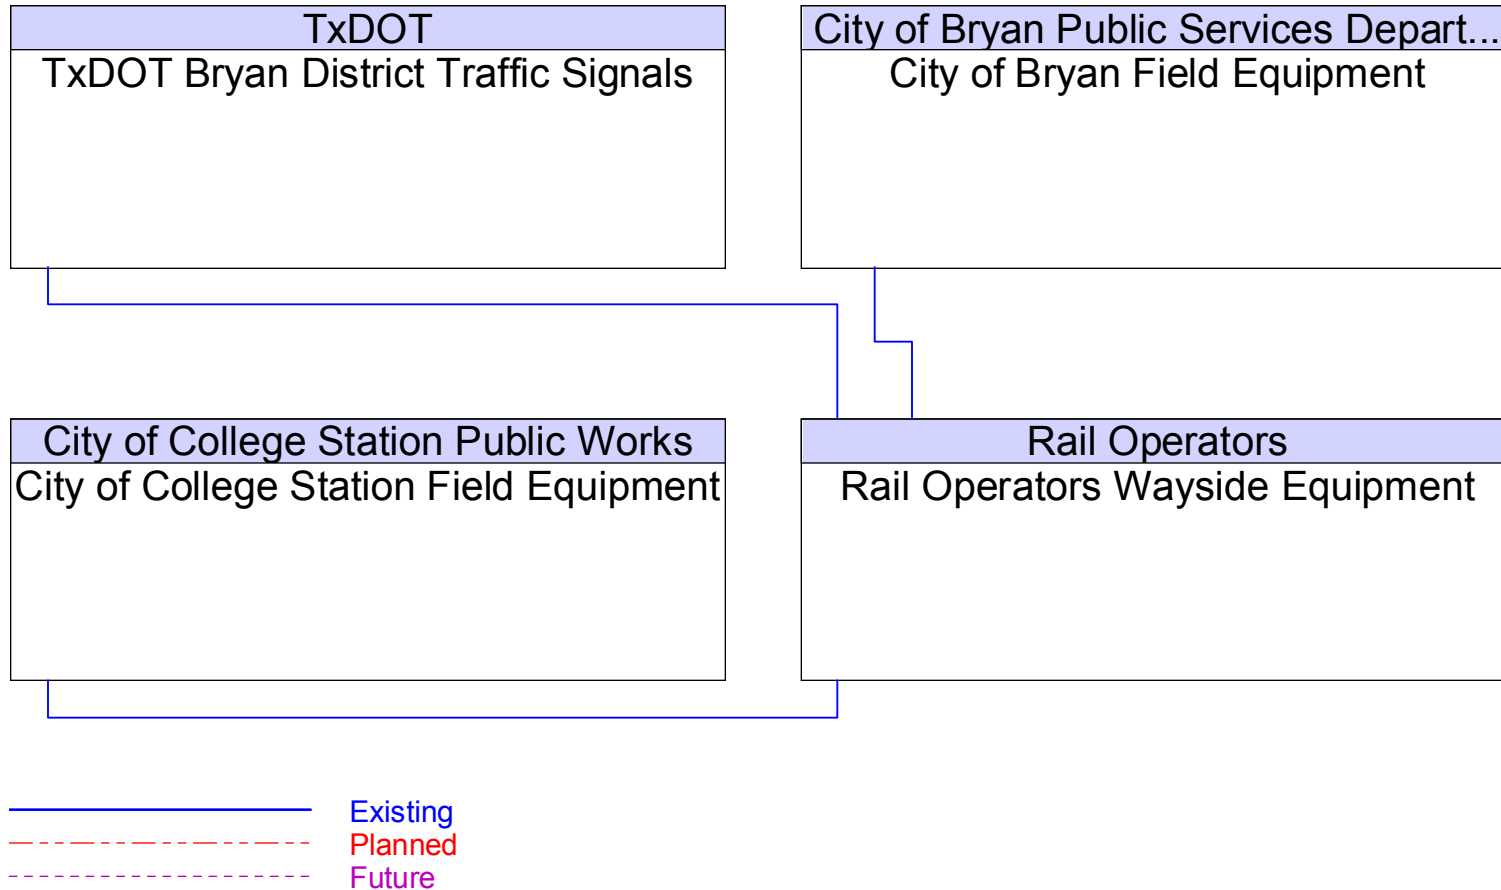 TxDOT
TxDOT Bryan District Traffic Signals
City of Bryan Public Services Depart...
City of Bryan Field Equipment
City of College Station Public Works
City of College Station Field Equipment
Rail Operators
Rail Operators Wayside Equipment
Existing
Planned
Future